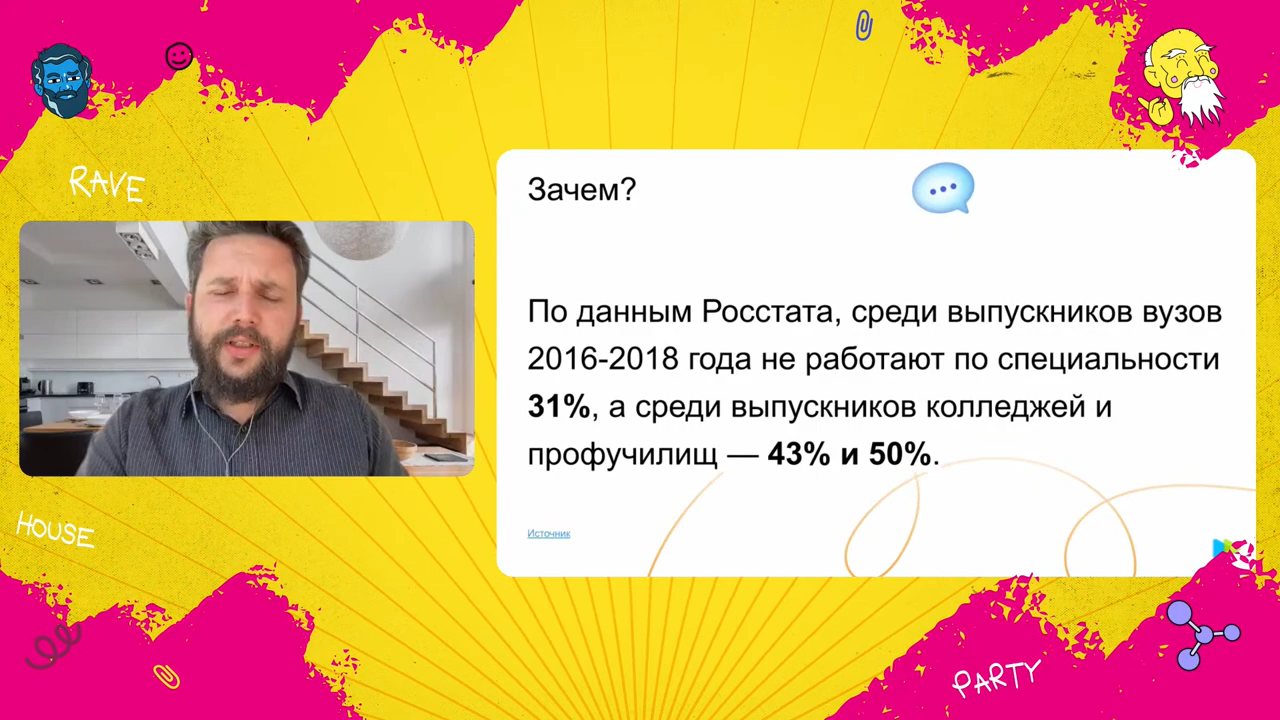 RAVE
Зачем?
По данным Росстата, среди выпускников вузов
2016-2018 года не работают по специальности
31%, а среди выпускников колледжей и
профучилищ — 43% и 50%.
Источник
HOUSE
PARTY